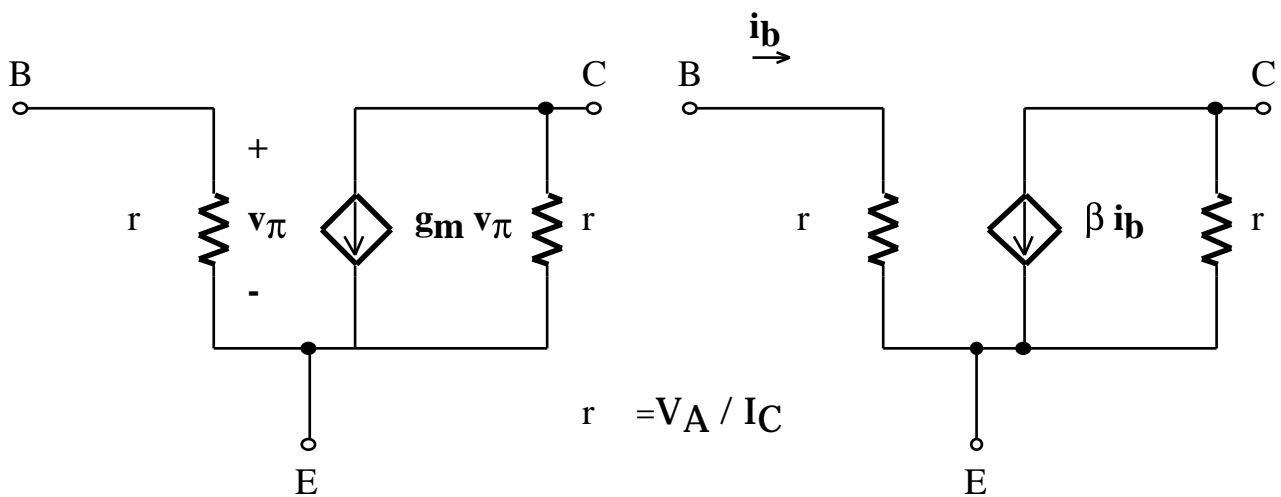 i_b
B C B C
+
r v_π g_m v_π r r β i_b r
-
r =V_A / I_C
E E